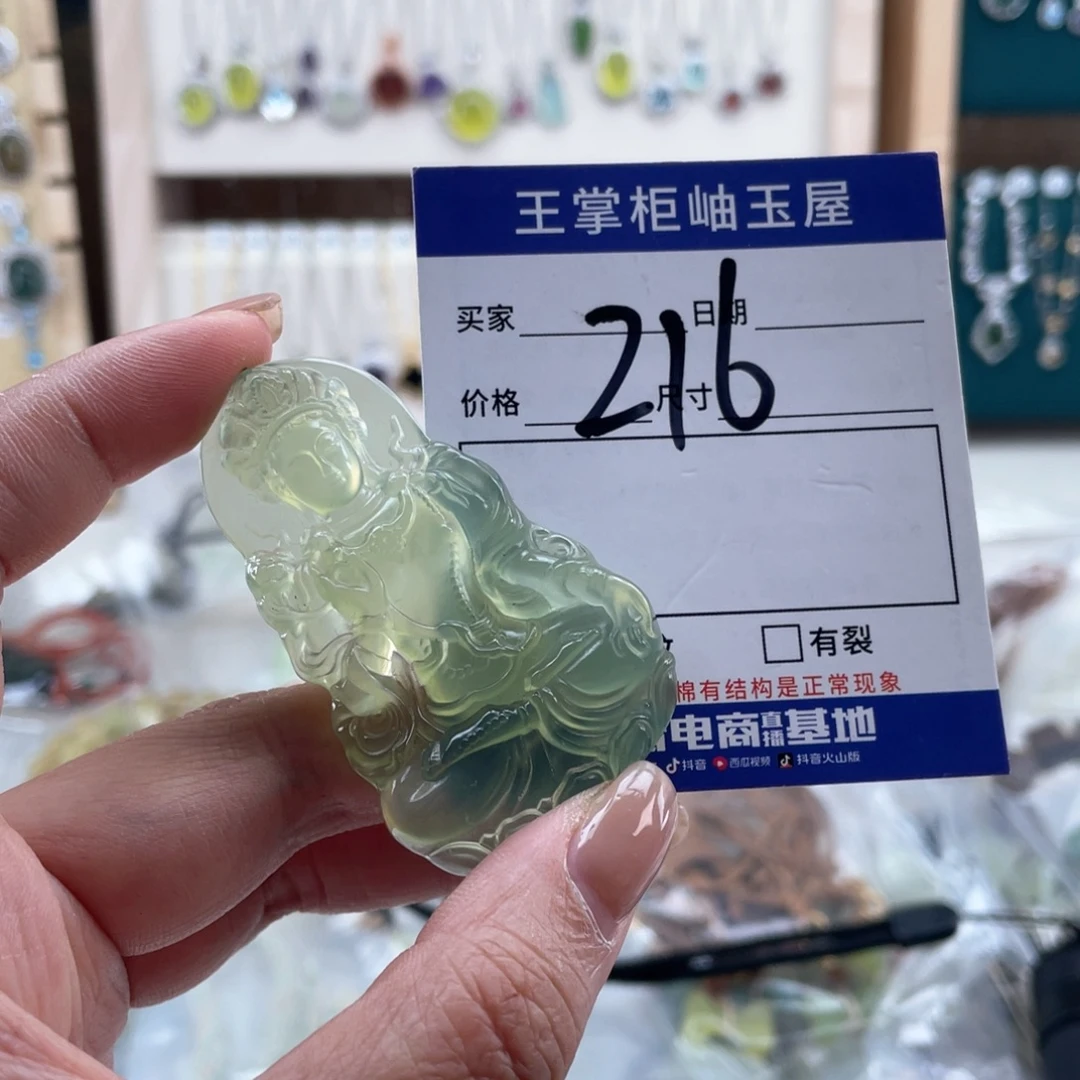 王掌柜岫玉屋
买家 日期
216
价格 尺寸
有裂
棉有结构是正常现象
电商直播基地
抖音 西瓜视频 抖音火山版